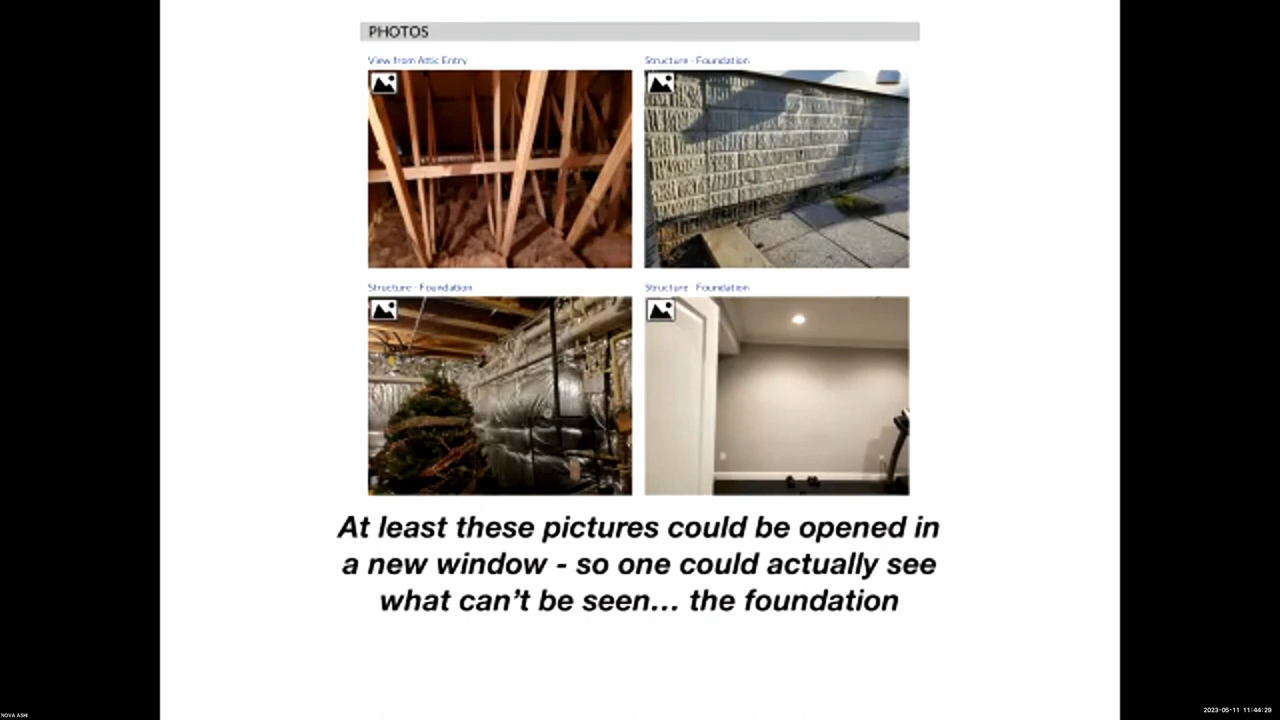 PHOTOS
View from Attic Entry
Structure - Foundation
Structure - Foundation
Structure - Foundation
At least these pictures could be opened in
a new window - so one could actually see
what can’t be seen... the foundation
NOVA ASHI
2023-05-11 11:44:29